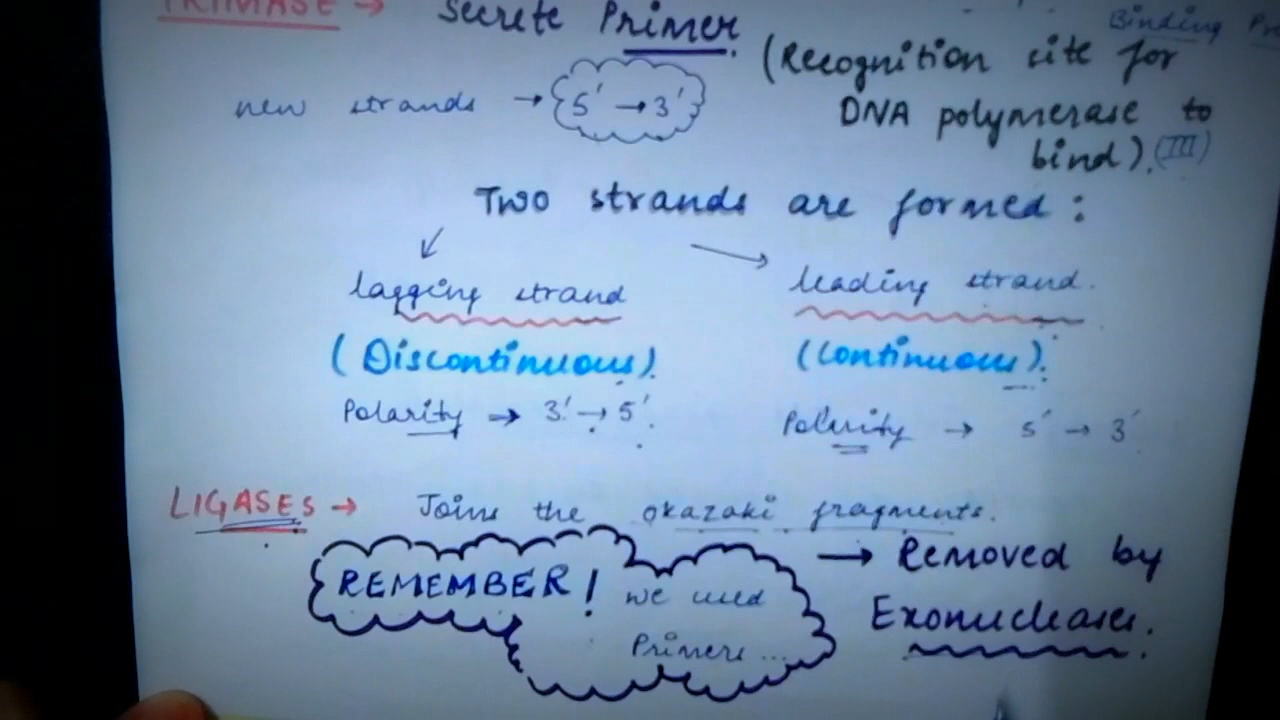 PRIMASE → Secrete Primer.
Binding
(Recognition site for
DNA polymerase to
bind). (III)
new strands → 5' → 3'
Two strands are formed :
lagging strand
(Discontinuous).
Polarity → 3' → 5'.
leading strand.
(Continuous).
Polarity → 5' → 3'
LIGASES → Joins the okazaki fragments.
REMEMBER! we used
Primers ...
→ Removed by
Exonucleases.